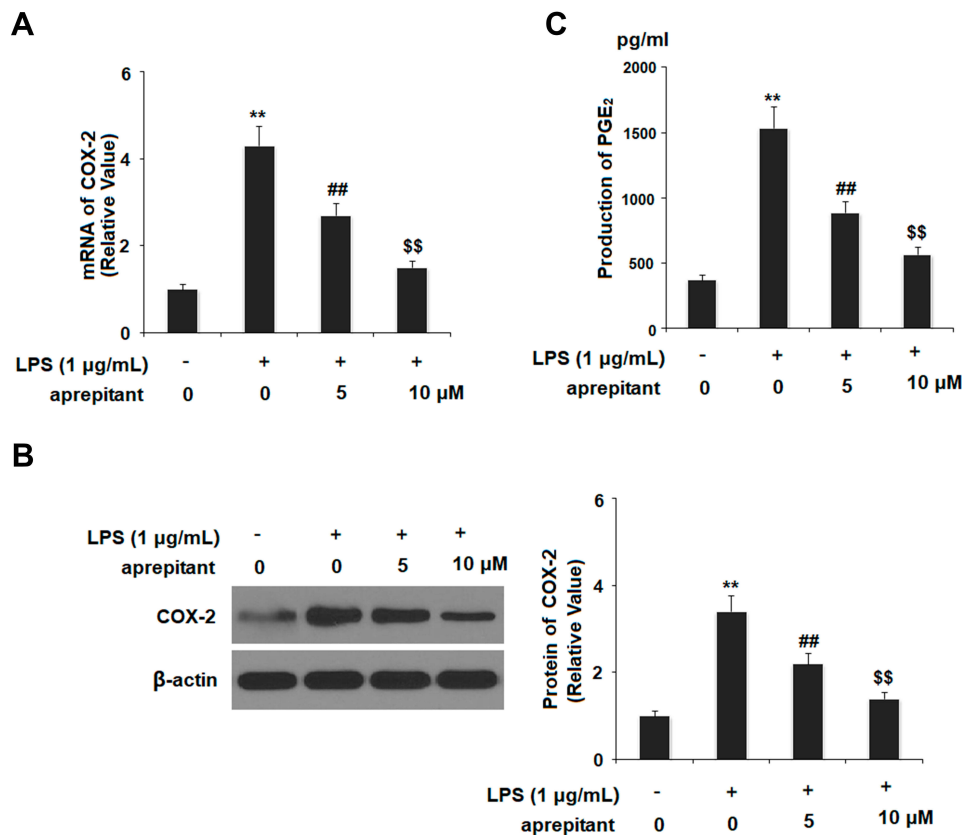 A
mRNA of COX-2
(Relative Value)
6
4
2
0
**
##
$$
LPS (1 µg/mL) - + + +
aprepitant 0 0 5 10 µM
C
pg/ml
Production of PGE₂
2000
1500
1000
500
0
**
##
$$
LPS (1 µg/mL) - + + +
aprepitant 0 0 5 10 µM
B
LPS (1 µg/mL) - + + +
aprepitant 0 0 5 10 µM
COX-2
β-actin
Protein of COX-2
(Relative Value)
6
4
2
0
**
##
$$
LPS (1 µg/mL) - + + +
aprepitant 0 0 5 10 µM